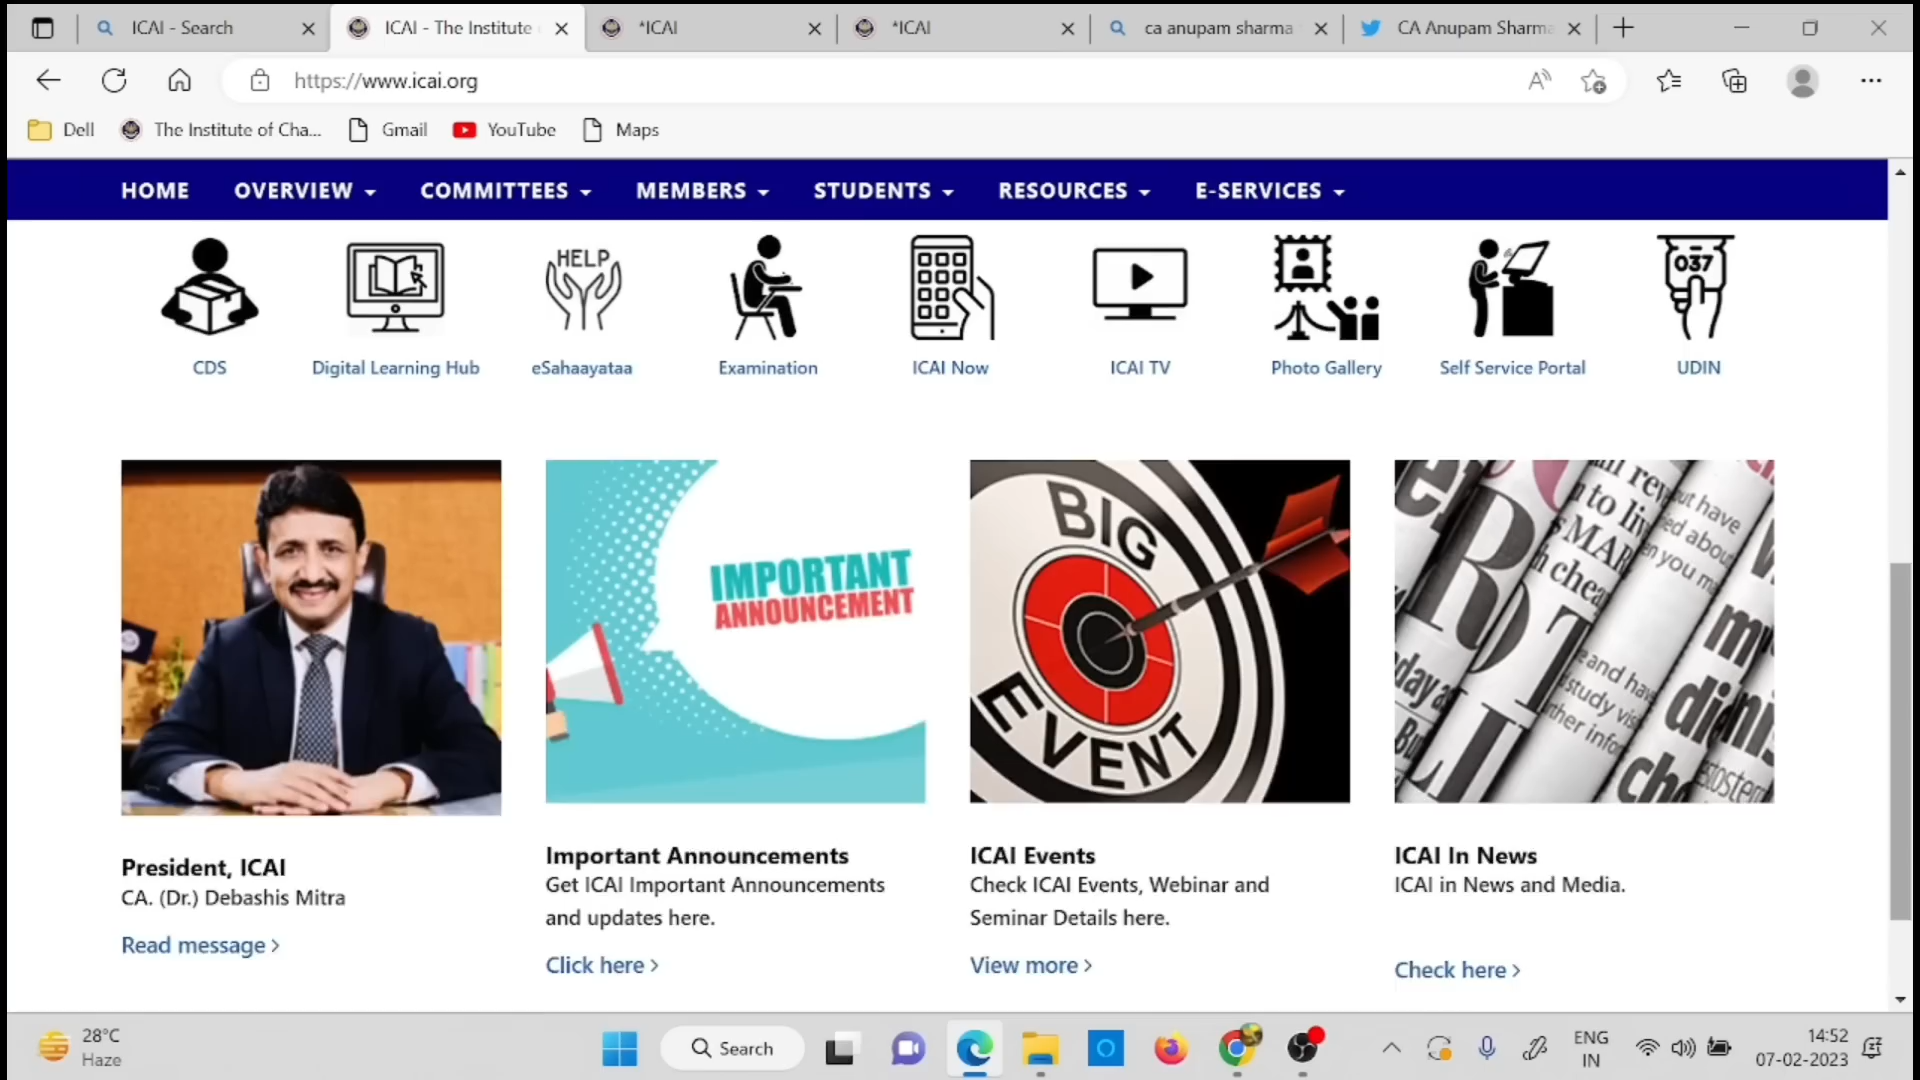 ICAI - Search
ICAI - The Institute
*ICAI
*ICAI
ca anupam sharma
CA Anupam Sharma
https://www.icai.org
Dell
The Institute of Cha...
Gmail
YouTube
Maps
HOME
OVERVIEW
COMMITTEES
MEMBERS
STUDENTS
RESOURCES
E-SERVICES
HELP
037
CDS
Digital Learning Hub
eSahaayataa
Examination
ICAI Now
ICAI TV
Photo Gallery
Self Service Portal
UDIN
IMPORTANT
ANNOUNCEMENT
BIG
EVENT
President, ICAI
CA. (Dr.) Debashis Mitra
Read message >
Important Announcements
Get ICAI Important Announcements
and updates here.
Click here >
ICAI Events
Check ICAI Events, Webinar and
Seminar Details here.
View more >
ICAI In News
ICAI in News and Media.
Check here >
28°C
Haze
Search
ENG
IN
14:52
07-02-2023